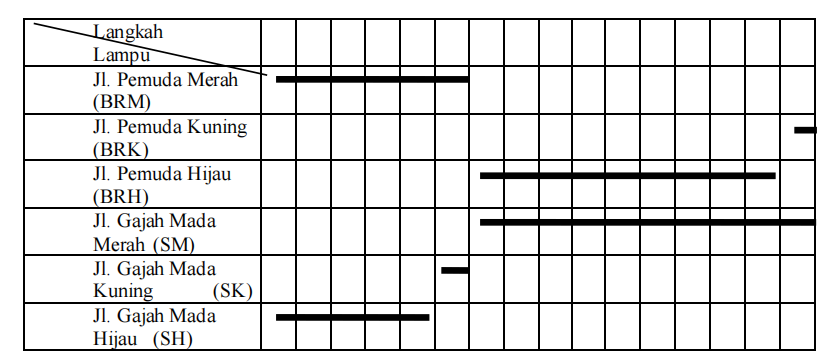 Langkah
Lampu
Jl. Pemuda Merah
(BRM)
Jl. Pemuda Kuning
(BRK)
Jl. Pemuda Hijau
(BRH)
Jl. Gajah Mada
Merah (SM)
Jl. Gajah Mada
Kuning (SK)
Jl. Gajah Mada
Hijau (SH)